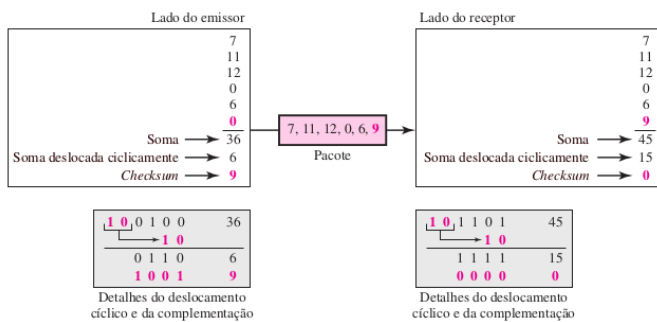 Lado do emissor
7
11
12
0
6
0
Soma 36
Soma deslocada ciclicamente 6
Checksum 9
7, 11, 12, 0, 6, 9
Pacote
Lado do receptor
7
11
12
0
6
9
Soma 45
Soma deslocada ciclicamente 15
Checksum 0
1 0 0 1 0 0 36
1 0
0 1 1 0 6
1 0 0 1 9
Detalhes do deslocamento
cíclico e da complementação
1 0 1 1 0 1 45
1 0
1 1 1 1 15
0 0 0 0 0
Detalhes do deslocamento
cíclico e da complementação